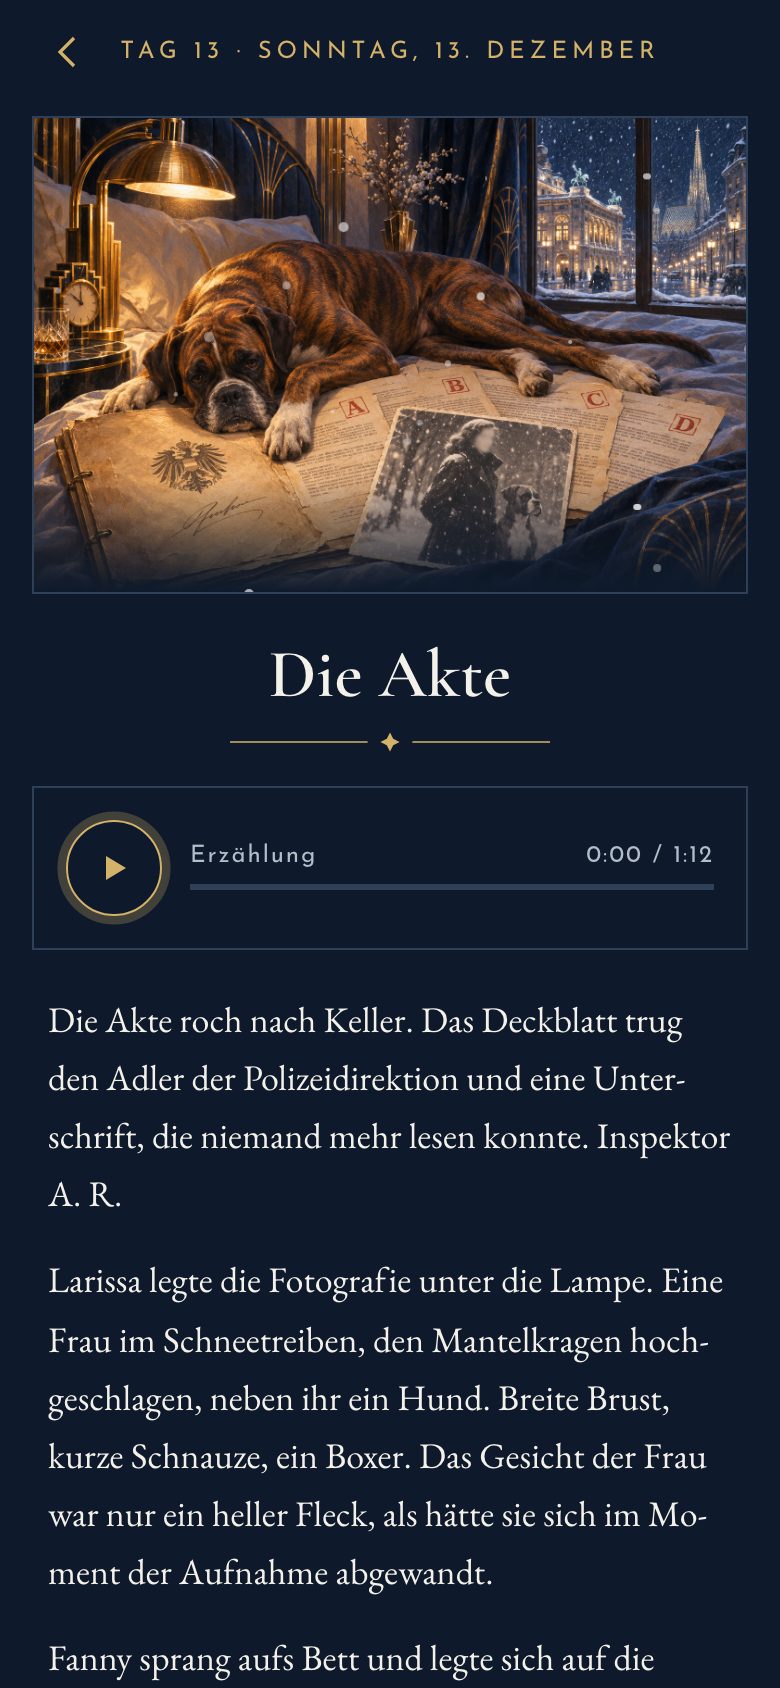 TAG 13 · SONNTAG, 13. DEZEMBER
A
B
C
D
Die Akte
Erzählung
0:00 / 1:12
Die Akte roch nach Keller. Das Deckblatt trug
den Adler der Polizeidirektion und eine Unter-
schrift, die niemand mehr lesen konnte. Inspektor
A. R.
Larissa legte die Fotografie unter die Lampe. Eine
Frau im Schneetreiben, den Mantelkragen hoch-
geschlagen, neben ihr ein Hund. Breite Brust,
kurze Schnauze, ein Boxer. Das Gesicht der Frau
war nur ein heller Fleck, als hätte sie sich im Mo-
ment der Aufnahme abgewandt.
Fanny sprang aufs Bett und legte sich auf die